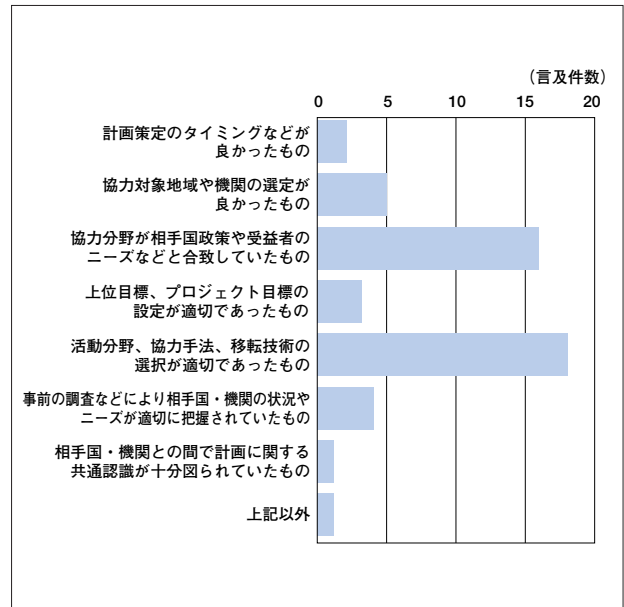 （言及件数）
0 5 10 15 20
計画策定のタイミングなどが
良かったもの
協力対象地域や機関の選定が
良かったもの
協力分野が相手国政策や受益者の
ニーズなどと合致していたもの
上位目標、プロジェクト目標の
設定が適切であったもの
活動分野、協力手法、移転技術の
選択が適切であったもの
事前の調査などにより相手国・機関の状況や
ニーズが適切に把握されていたもの
相手国・機関との間で計画に関する
共通認識が十分図られていたもの
上記以外